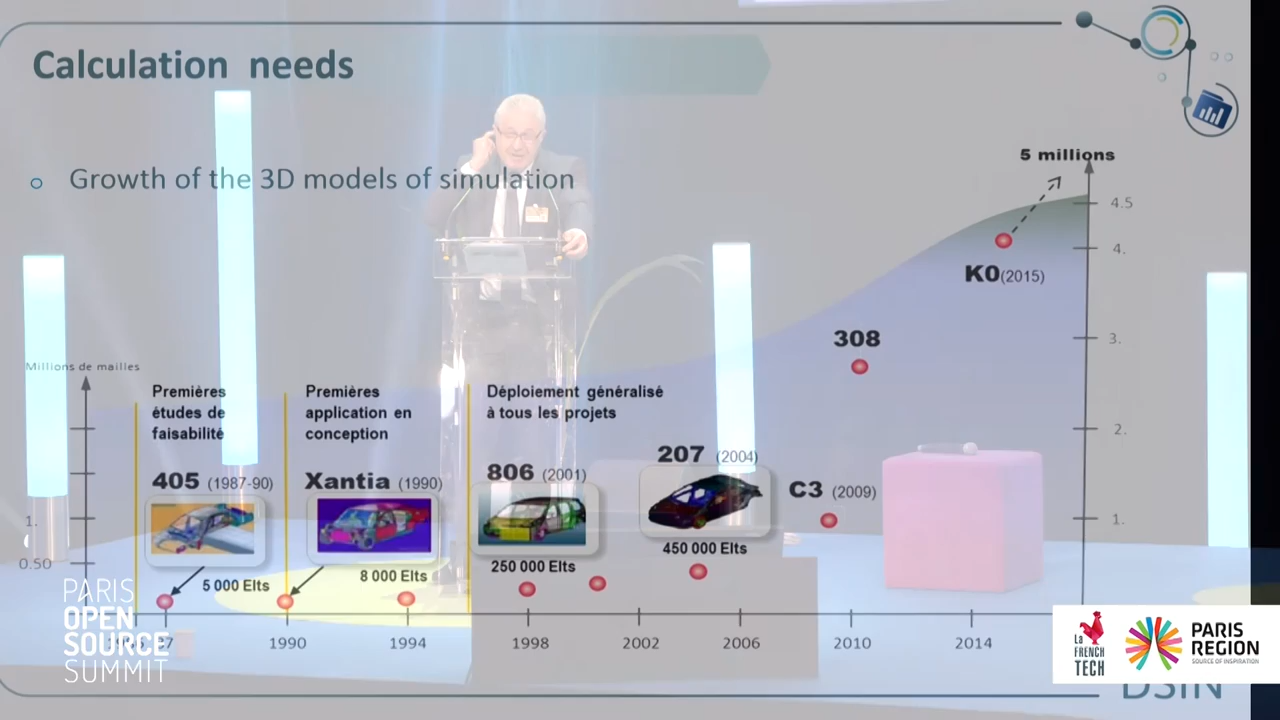 Calculation needs
Growth of the 3D models of simulation
5 millions
4.5
4.
K0(2015)
3.
308
Millions de mailles
Premières
études de
faisabilité
Premières
application en
conception
Déploiement généralisé
à tous les projets
2.
405 (1987-90)
Xantia (1990)
806 (2001)
207 (2004)
C3 (2009)
1.
1.
0.50
5 000 Elts
8 000 Elts
250 000 Elts
450 000 Elts
1990
1994
1998
2002
2006
2010
2014
PARIS
OPEN
SOURCE
SUMMIT
La
FRENCH
TECH
PARIS
REGION
SOURCE OF INSPIRATION
DSIN